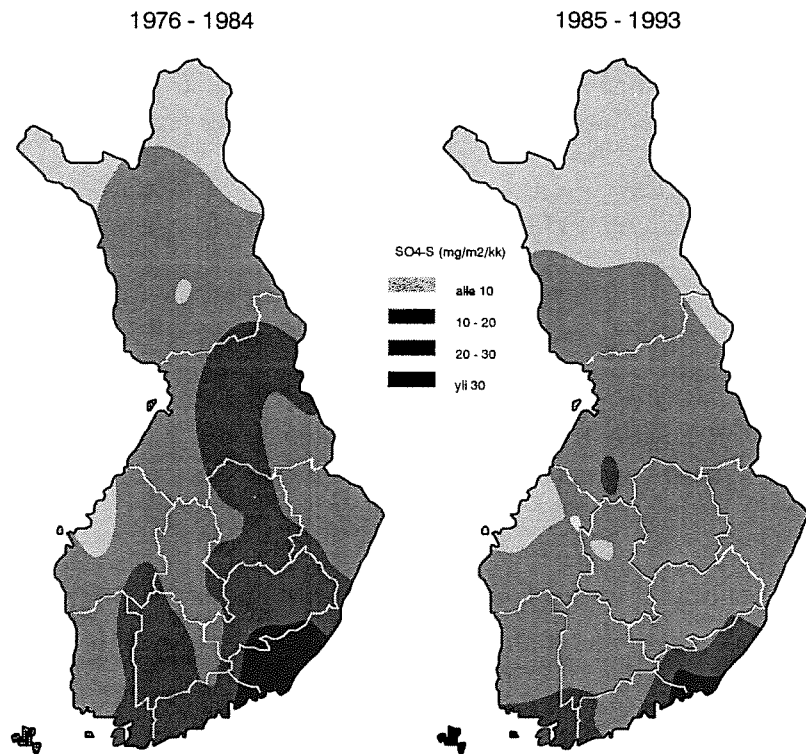 1976 - 1984
1985 - 1993
SO4-S (mg/m2/kk)
alle 10
10 - 20
20 - 30
yli 30